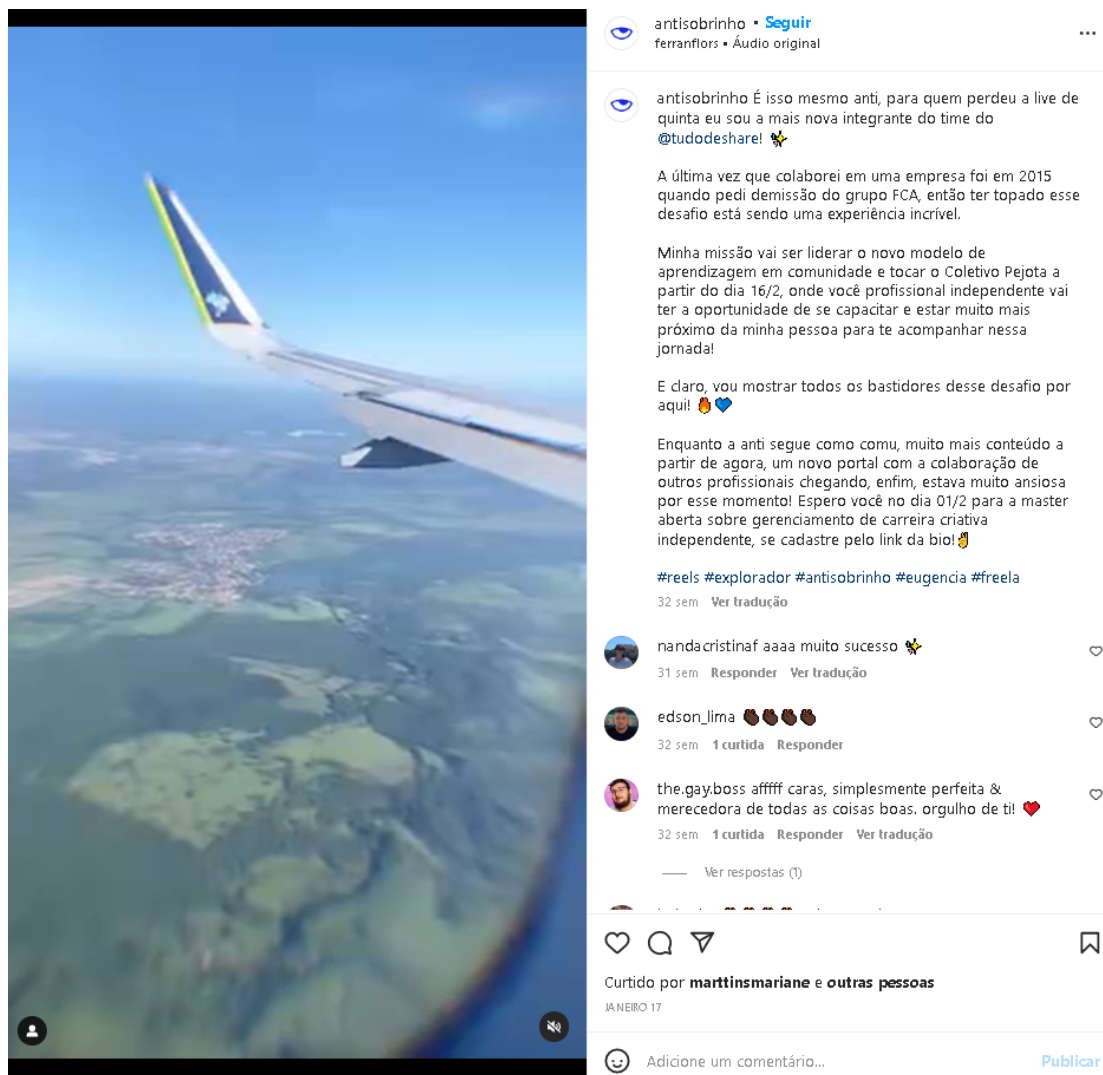 antisobrinho • Seguir
ferranflors • Áudio original
antisobrinho É isso mesmo anti, para quem perdeu a live de
quinta eu sou a mais nova integrante do time do
@tudodeshare! ✨
A última vez que colaborei em uma empresa foi em 2015
quando pedi demissão do grupo FCA, então ter topado esse
desafio está sendo uma experiência incrível.
Minha missão vai ser liderar o novo modelo de
aprendizagem em comunidade e tocar o Coletivo Pejota a
partir do dia 16/2, onde você profissional independente vai
ter a oportunidade de se capacitar e estar muito mais
próximo da minha pessoa para te acompanhar nessa
jornada!
E claro, vou mostrar todos os bastidores desse desafio por
aqui! 🔥💙
Enquanto a anti segue como comu, muito mais conteúdo a
partir de agora, um novo portal com a colaboração de
outros profissionais chegando, enfim, estava muito ansiosa
por esse momento! Espero você no dia 01/2 para a master
aberta sobre gerenciamento de carreira criativa
independente, se cadastre pelo link da bio!✌️
#reels #explorador #antisobrinho #eugencia #freela
32 sem Ver tradução
nandacristinaf aaaa muito sucesso ✨
31 sem Responder Ver tradução
edson_lima 👏🏿👏🏿👏🏿👏🏿
32 sem 1 curtida Responder
the.gay.boss afffff caras, simplesmente perfeita &
merecedora de todas as coisas boas. orgulho de ti! ❤️
32 sem 1 curtida Responder Ver tradução
Ver respostas (1)
Curtido por marttinsmariane e outras pessoas
JANEIRO 17
Adicione um comentário...
Publicar